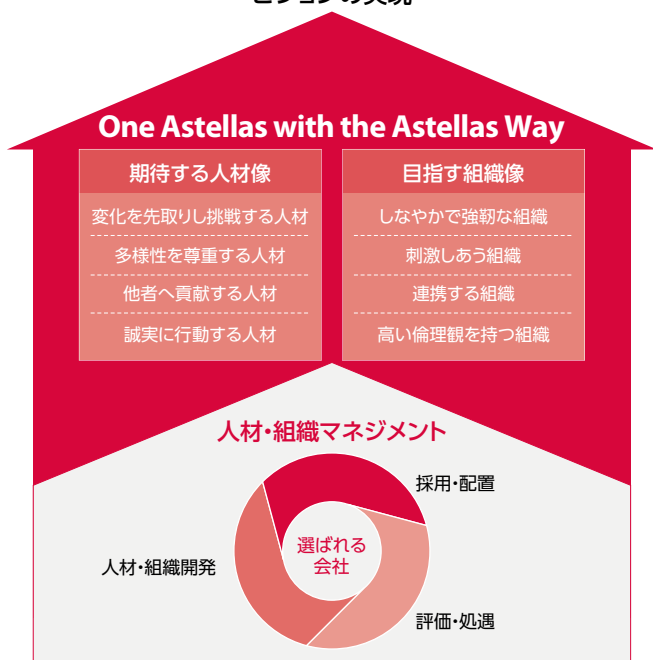 One Astellas with the Astellas Way
期待する人材像
変化を先取りし挑戦する人材
多様性を尊重する人材
他者へ貢献する人材
誠実に行動する人材
目指す組織像
しなやかで強靭な組織
刺激しあう組織
連携する組織
高い倫理観を持つ組織
人材・組織マネジメント
採用・配置
選ばれる
会社
人材・組織開発
評価・処遇